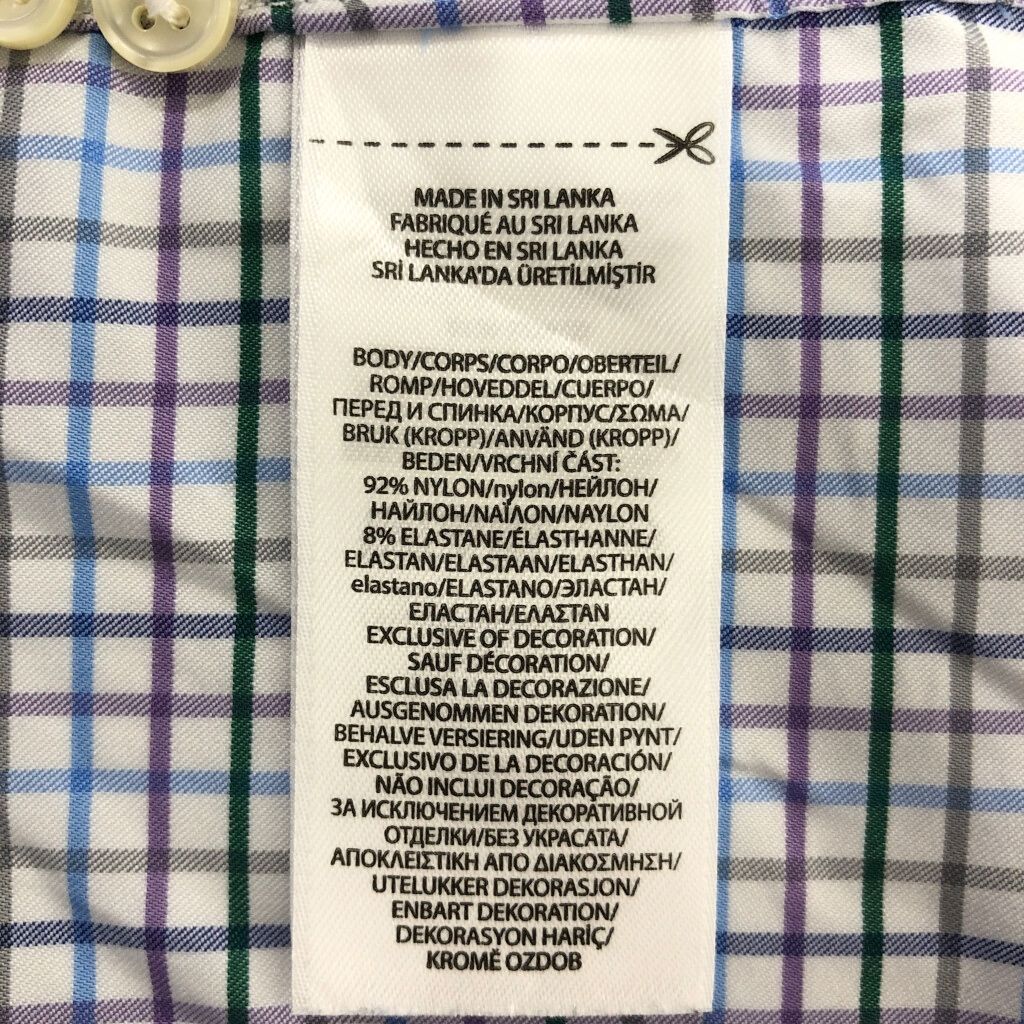 MADE IN SRI LANKA
FABRIQUÉ AU SRI LANKA
HECHO EN SRI LANKA
SRİ LANKA'DA ÜRETİLMİŞTİR
BODY/CORPS/CORPO/OBERTEIL/
ROMP/HOVEDDEL/CUERPO/
ПЕРЕД И СПИНКА/КОРПУС/ΣΩΜΑ/
BRUK (KROPP)/ANVÄND (KROPP)/
BEDEN/VRCHNÍ ČÁST:
92% NYLON/nylon/НЕЙЛОН/
НАЙЛОН/ΝΑΪΛΟΝ/NAYLON
8% ELASTANE/ÉLASTHANNE/
ELASTAN/ELASTAAN/ELASTHAN/
elastano/ELASTANO/ЭЛАСТАН/
ЕЛАСТАН/ΕΛΑΣΤΑΝ
EXCLUSIVE OF DECORATION/
SAUF DÉCORATION/
ESCLUSA LA DECORAZIONE/
AUSGENOMMEN DEKORATION/
BEHALVE VERSIERING/UDEN PYNT/
EXCLUSIVO DE LA DECORACIÓN/
NÃO INCLUI DECORAÇÃO/
ЗА ИСКЛЮЧЕНИЕМ ДЕКОРАТИВНОЙ
ОТДЕЛКИ/БЕЗ УКРАСАТА/
ΑΠΟΚΛΕΙΣΤΙΚΗ ΑΠΟ ΔΙΑΚΟΣΜΗΣΗ/
UTELUKKER DEKORASJON/
ENBART DEKORATION/
DEKORASYON HARİÇ/
KROMĚ OZDOB